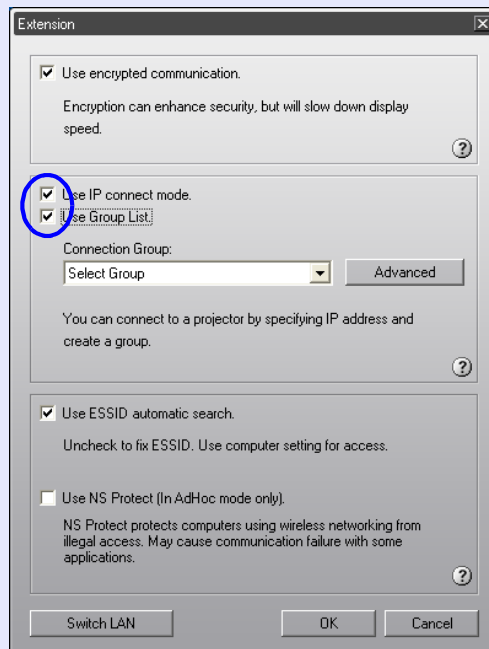 Extension
Use encrypted communication.
Encryption can enhance security, but will slow down display
speed.
?
Use IP connect mode.
Use Group List.
Connection Group:
Select Group
Advanced
You can connect to a projector by specifying IP address and
create a group.
?
Use ESSID automatic search.
Uncheck to fix ESSID. Use computer setting for access.
Use NS Protect (In AdHoc mode only).
NS Protect protects computers using wireless networking from
illegal access. May cause communication failure with some
applications.
?
Switch LAN OK Cancel